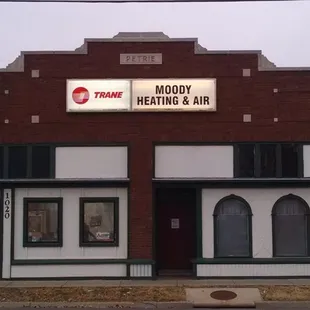 PETRIE
TRANE
MOODY
HEATING & AIR
1020